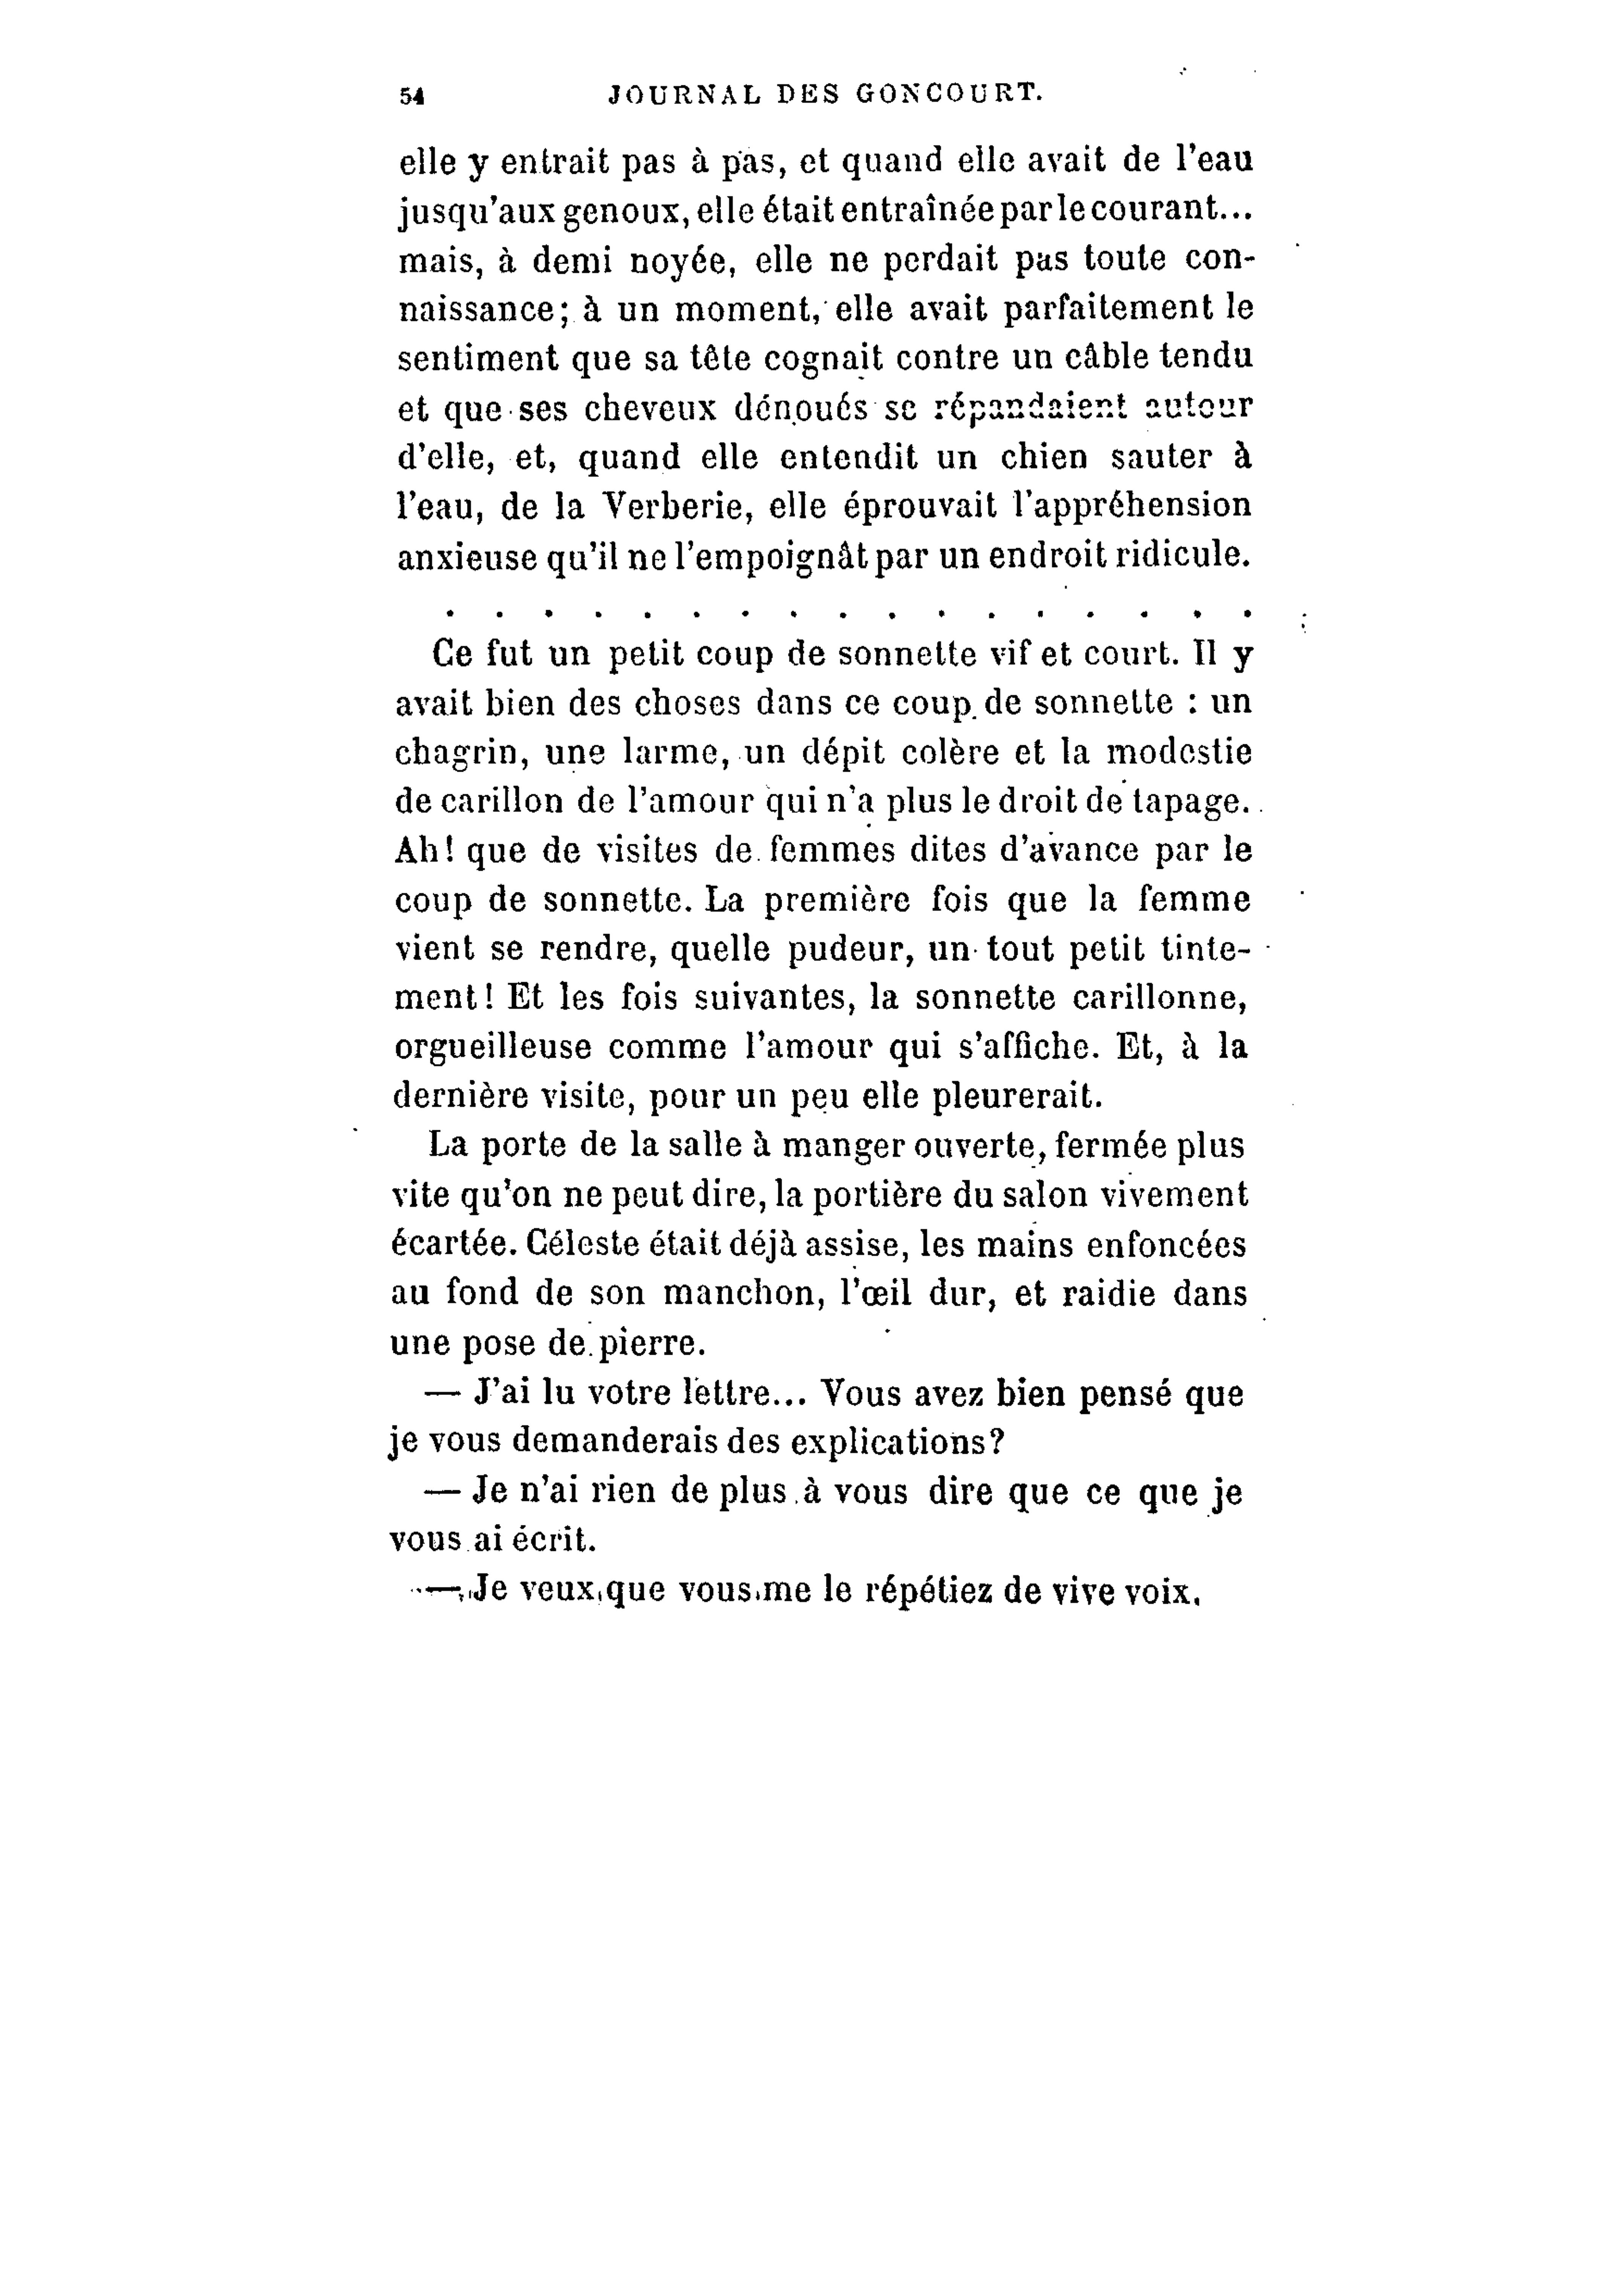 54 JOURNAL DES GONCOURT.
elle y entrait pas à pas, et quand elle avait de l'eau
jusqu'aux genoux, elle était entraînée par le courant...
mais, à demi noyée, elle ne perdait pas toute con-
naissance; à un moment, elle avait parfaitement le
sentiment que sa tête cognait contre un câble tendu
et que ses cheveux dénoués se répandaient autour
d'elle, et, quand elle entendit un chien sauter à
l'eau, de la Verberie, elle éprouvait l'appréhension
anxieuse qu'il ne l'empoignât par un endroit ridicule.
. . . . . . . . . . . . . . . . .
Ce fut un petit coup de sonnette vif et court. Il y
avait bien des choses dans ce coup de sonnette : un
chagrin, une larme, un dépit colère et la modestie
de carillon de l'amour qui n'a plus le droit de tapage.
Ah! que de visites de femmes dites d'avance par le
coup de sonnette. La première fois que la femme
vient se rendre, quelle pudeur, un tout petit tinte-
ment! Et les fois suivantes, la sonnette carillonne,
orgueilleuse comme l'amour qui s'affiche. Et, à la
dernière visite, pour un peu elle pleurerait.
La porte de la salle à manger ouverte, fermée plus
vite qu'on ne peut dire, la portière du salon vivement
écartée. Céleste était déjà assise, les mains enfoncées
au fond de son manchon, l'œil dur, et raidie dans
une pose de pierre.
— J'ai lu votre lettre... Vous avez bien pensé que
je vous demanderais des explications?
— Je n'ai rien de plus à vous dire que ce que je
vous ai écrit.
— Je veux que vous me le répétiez de vive voix.